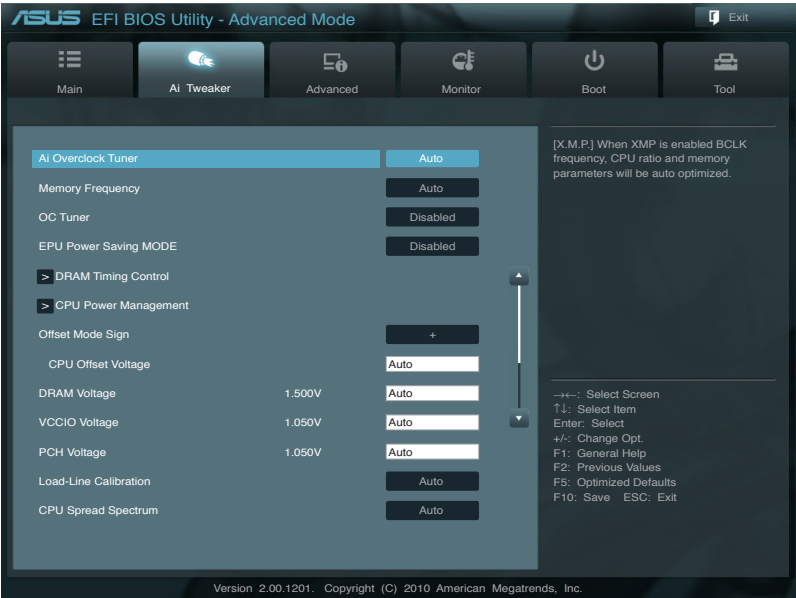 ASUS EFI BIOS Utility - Advanced Mode
Exit
Main
Ai Tweaker
Advanced
Monitor
Boot
Tool
Ai Overclock Tuner Auto
Memory Frequency Auto
OC Tuner Disabled
EPU Power Saving MODE Disabled
> DRAM Timing Control
> CPU Power Management
Offset Mode Sign +
CPU Offset Voltage Auto
DRAM Voltage 1.500V Auto
VCCIO Voltage 1.050V Auto
PCH Voltage 1.050V Auto
Load-Line Calibration Auto
CPU Spread Spectrum Auto
[X.M.P.] When XMP is enabled BCLK
frequency, CPU ratio and memory
parameters will be auto optimized.
→←: Select Screen
↑↓: Select Item
Enter: Select
+/-: Change Opt.
F1: General Help
F2: Previous Values
F5: Optimized Defaults
F10: Save ESC: Exit
Version 2.00.1201. Copyright (C) 2010 American Megatrends, Inc.